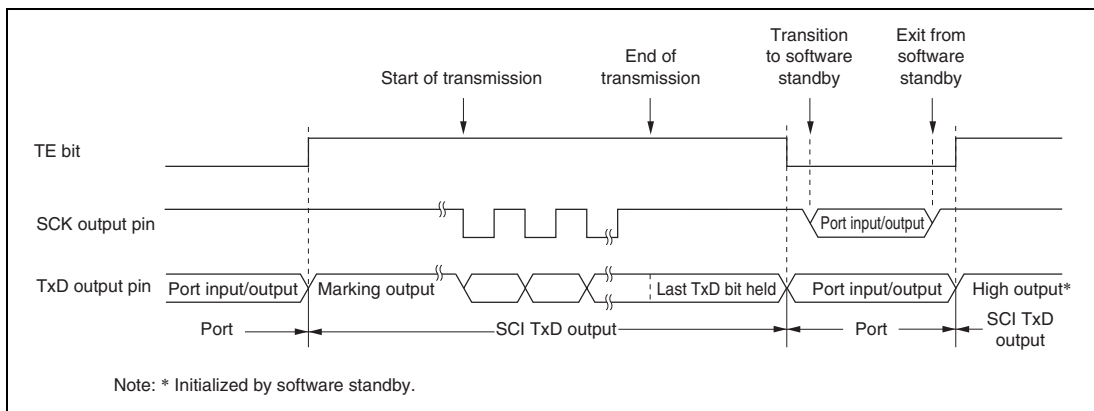 Transition
to software
standby
Exit from
software
standby
End of
transmission
Start of transmission
TE bit
SCK output pin
Port input/output
TxD output pin
Port input/output
Marking output
Last TxD bit held
Port input/output
High output*
Port
SCI TxD output
Port
SCI TxD
output
Note: * Initialized by software standby.